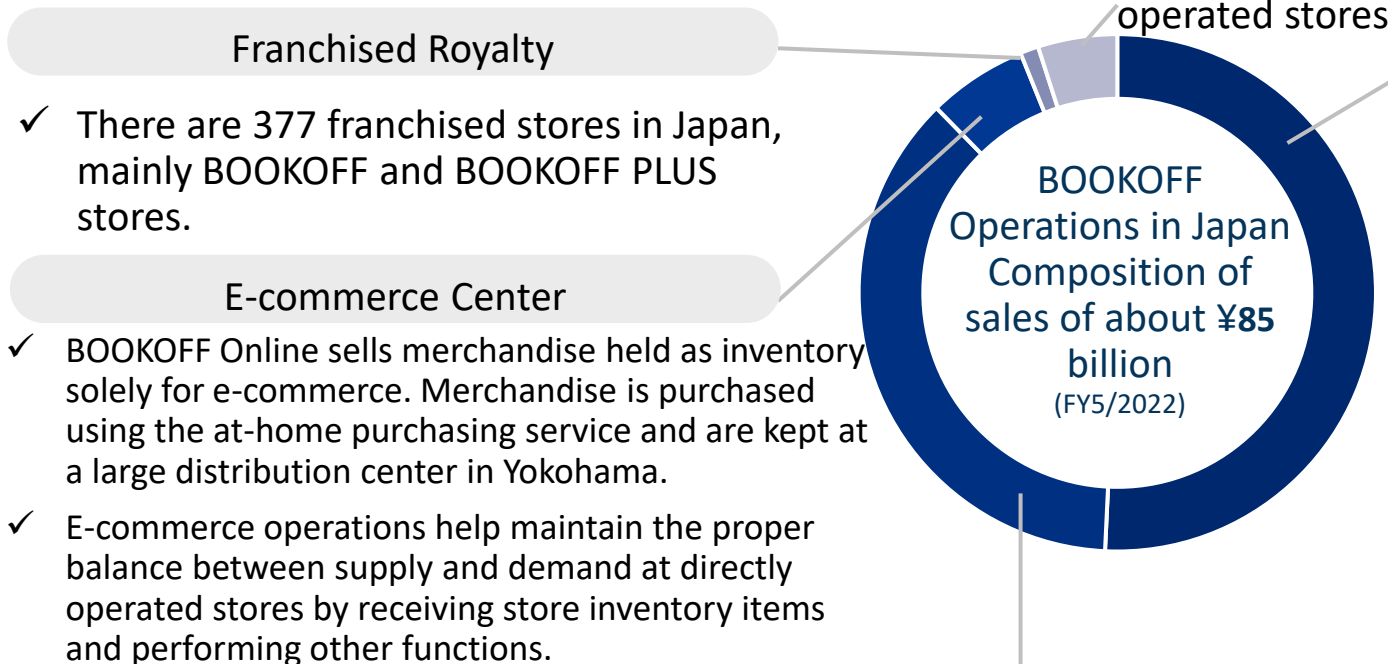 operated stores
Franchised Royalty
✓ There are 377 franchised stores in Japan,
mainly BOOKOFF and BOOKOFF PLUS
stores.
E-commerce Center
✓ BOOKOFF Online sells merchandise held as inventory
solely for e-commerce. Merchandise is purchased
using the at-home purchasing service and are kept at
a large distribution center in Yokohama.
✓ E-commerce operations help maintain the proper
balance between supply and demand at directly
operated stores by receiving store inventory items
and performing other functions.
BOOKOFF
Operations in Japan
Composition of
sales of about ¥85
billion
(FY5/2022)